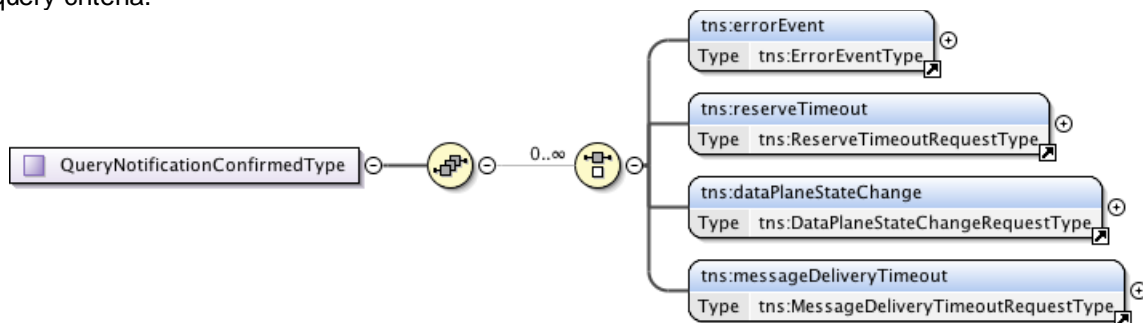 query criteria.
tns:errorEvent
Type tns:ErrorEventType
tns:reserveTimeout
Type tns:ReserveTimeoutRequestType
QueryNotificationConfirmedType
0..∞
tns:dataPlaneStateChange
Type tns:DataPlaneStateChangeRequestType
tns:messageDeliveryTimeout
Type tns:MessageDeliveryTimeoutRequestType